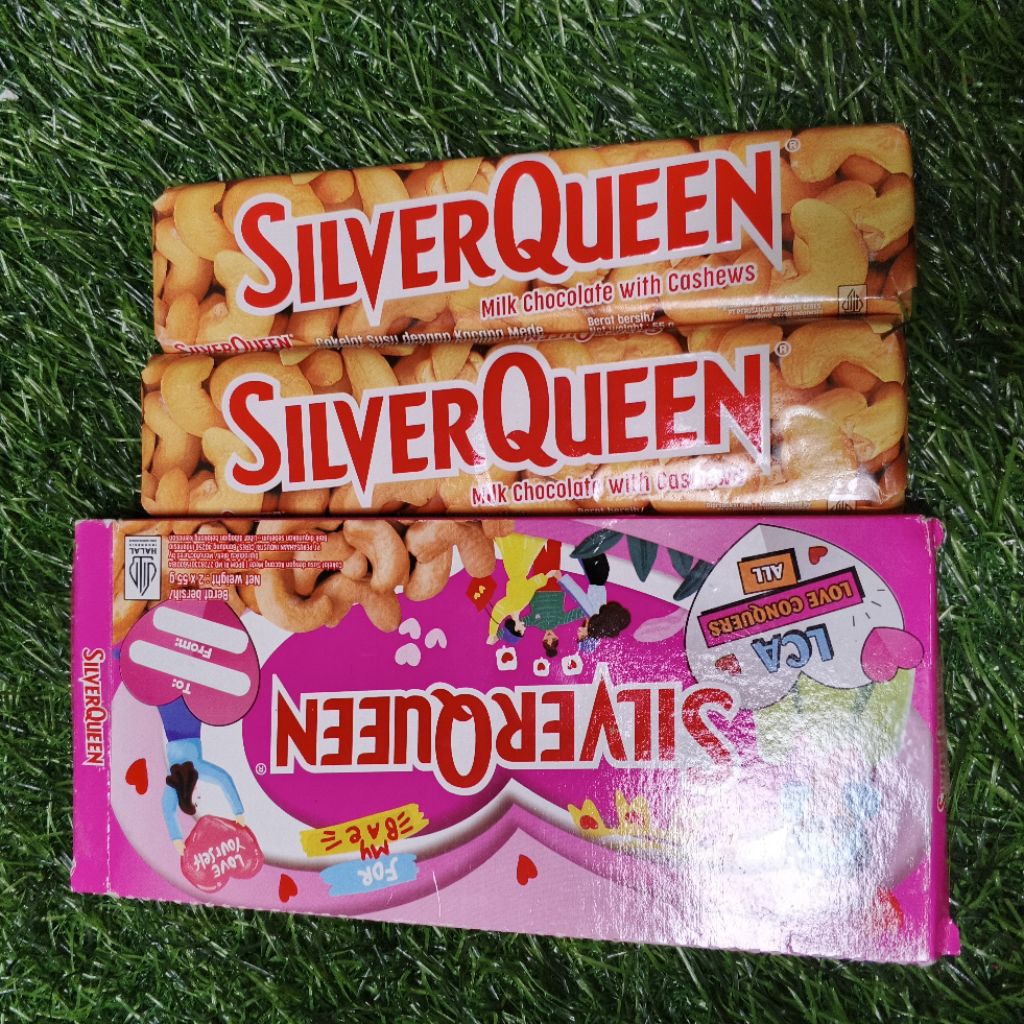 SILVERQUEEN®
Milk Chocolate with Cashews
Berat bersih/
SILVERQUEEN
Cokelat Susu dengan Kacang Mede
SILVERQUEEN®
Milk Chocolate with Cashews
Berat bersih/
SILVERQUEEN
Berat bersih/
Net weight : 2 x 55 g
HALAL
To:
From:
LCA
LOVE CONQUERS
ALL
SILVERQUEEN®
FOR
MY
BAE
LOVE
YOURSELF